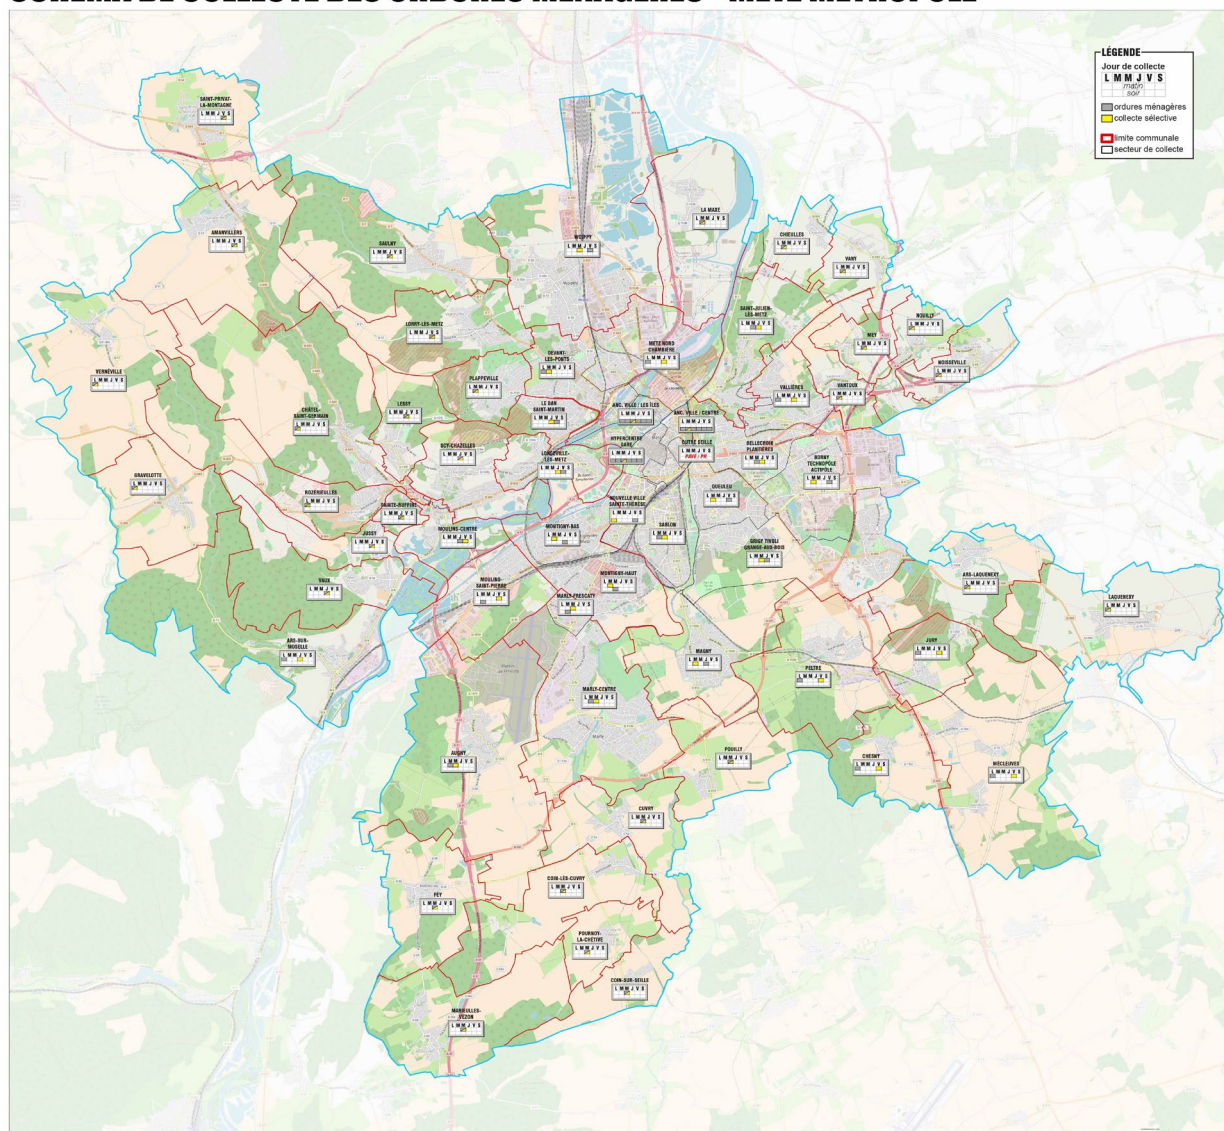 SCHÉMA DE COLLECTE DES ORDURES MÉNAGÈRES - METZ MÉTROPOLE
LÉGENDE
Jour de collecte
L M M J V S
matin
soir
ordures ménagères
collecte sélective
limite communale
secteur de collecte
SAINT-PRIVAT-
LA-MONTAGNE
L M M J V S
LA MAXE
L M M J V S
AMANVILLERS
L M M J V S
SAULNY
L M M J V S
WOIPPY
L M M J V S
CHIEULLES
L M M J V S
VANY
L M M J V S
LORRY-LÈS-METZ
L M M J V S
SAINT-JULIEN-
LÈS-METZ
L M M J V S
NOUILLY
L M M J V S
MEY
L M M J V S
METZ NORD
CHAMBIÈRE
L M M J V S
DEVANT-
LES-PONTS
L M M J V S
VERNÉVILLE
L M M J V S
PLAPPEVILLE
L M M J V S
NOISSEVILLE
L M M J V S
VALLIÈRES
L M M J V S
VANTOUX
L M M J V S
LESSY
L M M J V S
LE BAN
SAINT-MARTIN
L M M J V S
ANC. VILLE / LES ÎLES
L M M J V S
ANC. VILLE / CENTRE
L M M J V S
CHÂTEL-
SAINT-GERMAIN
L M M J V S
SCY-CHAZELLES
L M M J V S
LONGEVILLE-
LÈS-METZ
L M M J V S
HYPERCENTRE
GARE
L M M J V S
OUTRE SEILLE
L M M J V S
PAVÉ : PR
BELLECROIX
PLANTIÈRES
L M M J V S
BORNY
TECHNOPÔLE
ACTIPÔLE
L M M J V S
GRAVELOTTE
L M M J V S
ROZÉRIEULLES
L M M J V S
SAINTE-RUFFINE
L M M J V S
NOUVELLE VILLE
SAINTE-THÉRÈSE
L M M J V S
QUEULEU
L M M J V S
JUSSY
L M M J V S
MOULINS-CENTRE
L M M J V S
MONTIGNY-BAS
L M M J V S
SABLON
L M M J V S
GRIGY TIVOLI
GRANGE-AUX-BOIS
L M M J V S
VAUX
L M M J V S
MOULINS-
SAINT-PIERRE
L M M J V S
MONTIGNY-HAUT
L M M J V S
MARLY-FRESCATY
L M M J V S
ARS-LAQUENEXY
L M M J V S
LAQUENEXY
L M M J V S
ARS-SUR-
MOSELLE
L M M J V S
MAGNY
L M M J V S
JURY
L M M J V S
PELTRE
L M M J V S
MARLY-CENTRE
L M M J V S
AUGNY
L M M J V S
POUILLY
L M M J V S
CHESNY
L M M J V S
MÉCLEUVES
L M M J V S
CUVRY
L M M J V S
COIN-LÈS-CUVRY
L M M J V S
FEY
L M M J V S
POURNOY-
LA-CHÉTIVE
L M M J V S
COIN-SUR-SEILLE
L M M J V S
MARIEULLES-
VEZON
L M M J V S